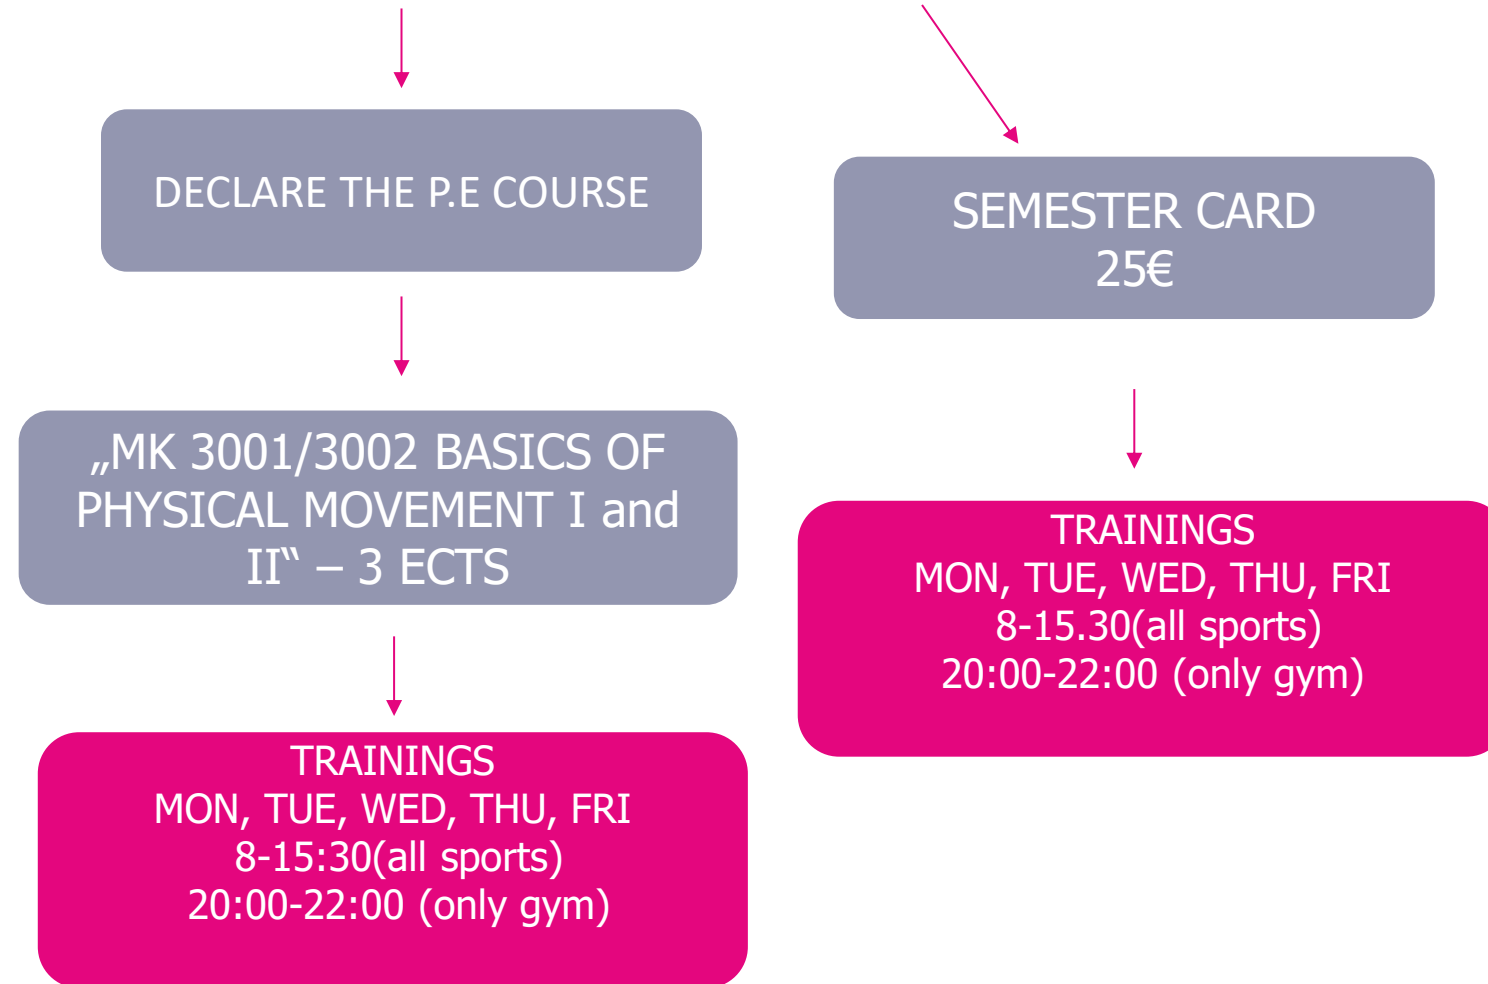 DECLARE THE P.E COURSE
„MK 3001/3002 BASICS OF
PHYSICAL MOVEMENT I and
II‟ – 3 ECTS
TRAININGS
MON, TUE, WED, THU, FRI
8-15:30(all sports)
20:00-22:00 (only gym)
SEMESTER CARD
25€
TRAININGS
MON, TUE, WED, THU, FRI
8-15.30(all sports)
20:00-22:00 (only gym)